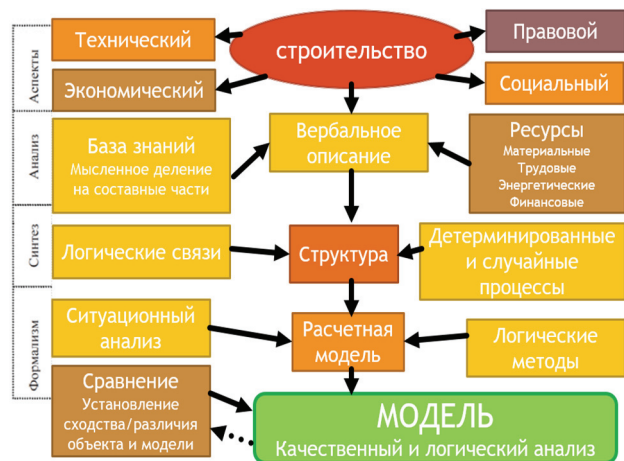 Аспекты
Анализ
Синтез
Формализм
Технический
строительство
Правовой
Экономический
Социальный
База знаний
Мысленное деление
на составные части
Вербальное
описание
Ресурсы
Материальные
Трудовые
Энергетические
Финансовые
Логические связи
Структура
Детерминированные
и случайные
процессы
Ситуационный
анализ
Расчетная
модель
Логические
методы
Сравнение
Установление
сходства/различия
объекта и модели
МОДЕЛЬ
Качественный и логический анализ